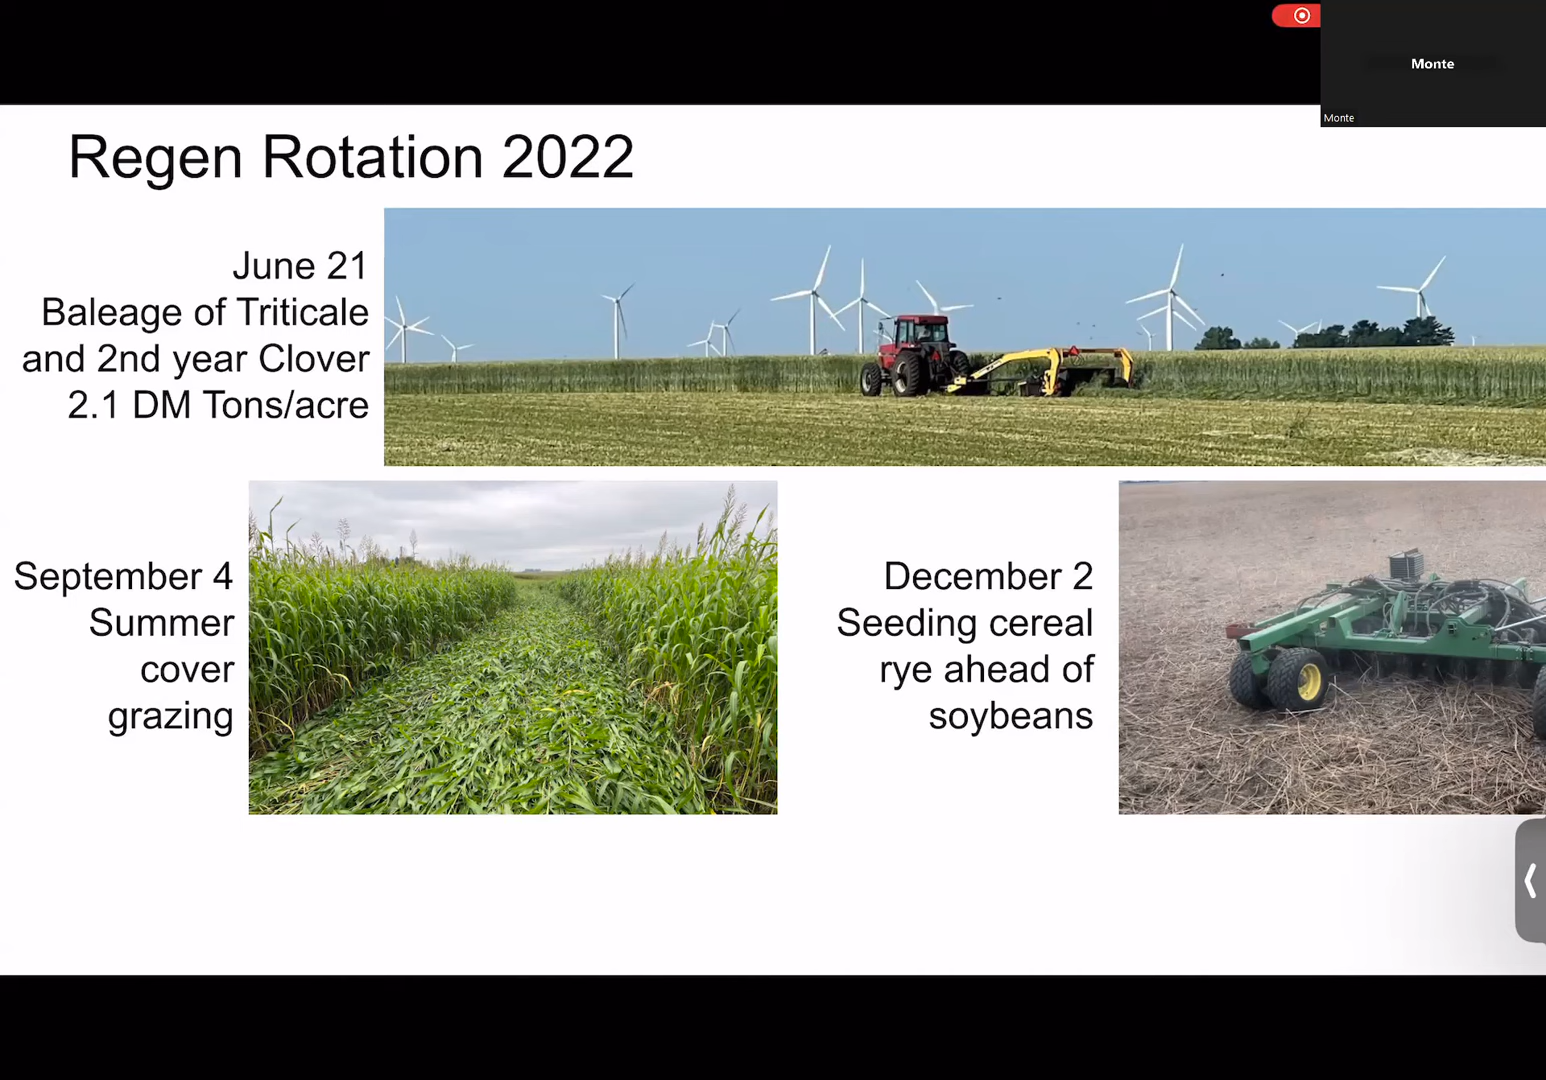 Monte
Monte
Regen Rotation 2022
June 21
Baleage of Triticale
and 2nd year Clover
2.1 DM Tons/acre
September 4
Summer
cover
grazing
December 2
Seeding cereal
rye ahead of
soybeans